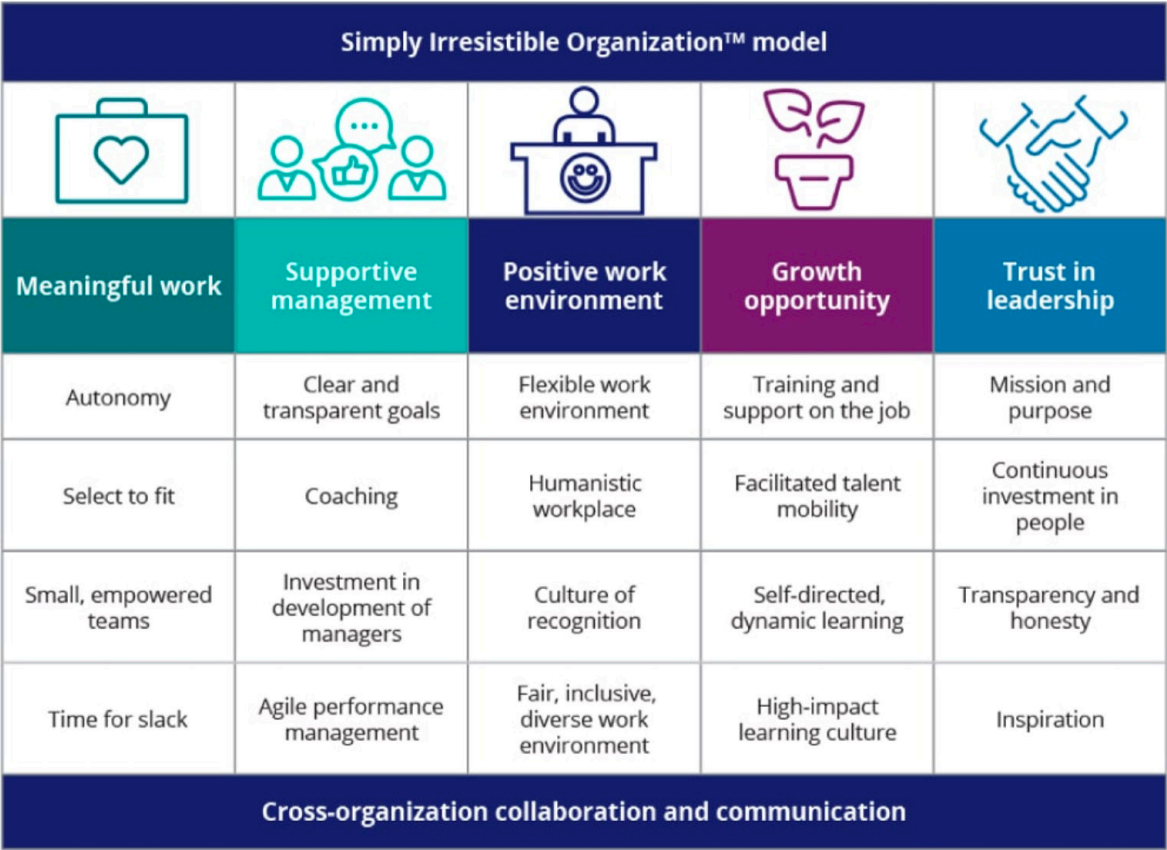 Simply Irresistible Organization™ model
Meaningful work
Supportive
management
Positive work
environment
Growth
opportunity
Trust in
leadership
Autonomy
Clear and
transparent goals
Flexible work
environment
Training and
support on the job
Mission and
purpose
Select to fit
Coaching
Humanistic
workplace
Facilitated talent
mobility
Continuous
investment in
people
Small, empowered
teams
Investment in
development of
managers
Culture of
recognition
Self-directed,
dynamic learning
Transparency and
honesty
Time for slack
Agile performance
management
Fair, inclusive,
diverse work
environment
High-impact
learning culture
Inspiration
Cross-organization collaboration and communication